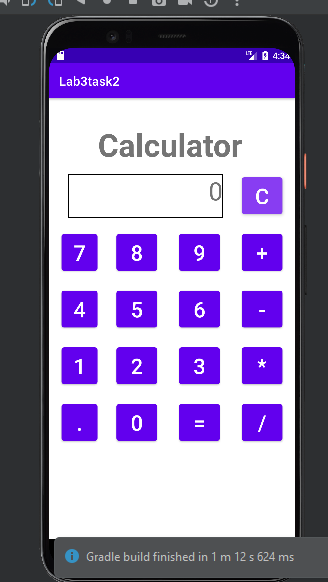 LTE 4:34
Lab3task2
Calculator
0 C
7 8 9 +
4 5 6 -
1 2 3 *
. 0 = /
Gradle build finished in 1 m 12 s 624 ms